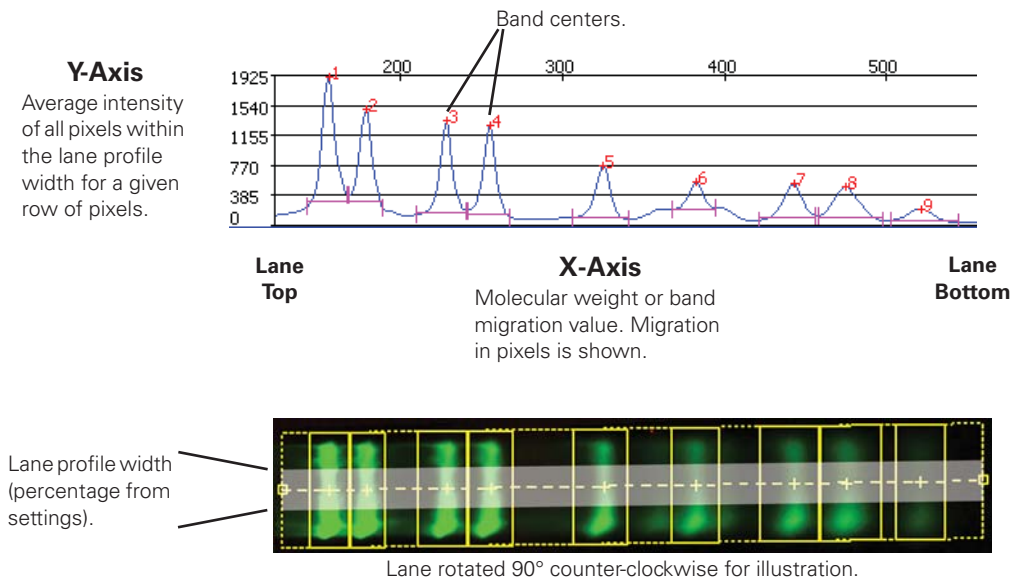 Band centers.
Y-Axis
Average intensity
of all pixels within
the lane profile
width for a given
row of pixels.
200 300 400 500
1925
1540
1155
770
385
0
1 2 3 4 5 6 7 8 9
Lane
Top
X-Axis
Molecular weight or band
migration value. Migration
in pixels is shown.
Lane
Bottom
Lane profile width
(percentage from
settings).
Lane rotated 90° counter-clockwise for illustration.